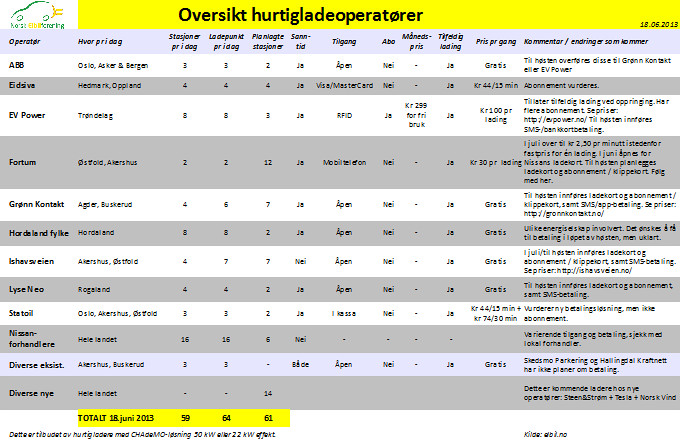 Norsk Elbilforening
Oversikt hurtigladeoperatører
18.06.2013
Operatør Hvor pr i dag Stasjoner pr i dag Ladepunkt pr i dag Planlagte stasjoner Sann-tid Tilgang Abo Måneds-pris Tilfeldig lading Pris pr gang Kommentar / endringer som kommer
ABB Oslo, Asker & Bergen 3 3 2 Ja Åpen Nei - Ja Gratis Til høsten overføres disse til Grønn Kontakt
eller EV Power
Eidsiva Hedmark, Oppland 4 4 4 Ja Visa/MasterCard Nei - Ja Kr 44/15 min Abonnement vurderes.
EV Power Trøndelag 8 8 3 Ja RFID Ja Kr 299 for fri bruk Ja Kr 100 pr lading Tillater tilfeldig lading ved oppringing. Har
flere abonnement. Se priser:
http://evpower.no/ Til høsten innføres
SMS-/bankkortbetaling.
Fortum Østfold, Akershus 2 2 12 Ja Mobiltelefon Nei - Ja Kr 30 pr lading I juli over til kr 2,50 pr minutt istedenfor
fastpris for én lading. I juni åpnes for
Nissans ladekort. Til høsten planlegges
ladekort og abonnement / klippekort. Følg
med her.
Grønn Kontakt Agder, Buskerud 4 6 7 Ja Åpen Nei - Ja Gratis Til høsten innføres ladekort og abonnement /
klippekort, samt SMS/app-betaling. Se priser:
http://gronnkontakt.no/
Hordaland fylke Hordaland 8 8 2 Ja Åpen Nei - Ja Gratis Ulike energiselskap involvert. Det ønskes å få
til betaling i løpet av høsten, men uklart.
Ishavsveien Akershus, Østfold 4 7 7 Nei Åpen Nei - Ja Gratis I juli/til høsten innføres ladekort og
abonnement / klippekort, samt SMS-betaling.
Se priser: http://ishavsveien.no/
Lyse Neo Rogaland 4 4 2 Ja Åpen Nei - Ja Gratis Til høsten innføres ladekort og abonnement,
samt SMS-betaling.
Statoil Oslo, Akershus, Østfold 3 3 2 Ja I kassa Nei - Ja Kr 44/15 min + kr 74/30 min Vurderer ny betalingsløsning, men ikke
abonnement.
Nissan-forhandlere Hele landet 16 16 6 Nei - Nei - - - Varierende tilgang og betaling, sjekk med
lokal forhandler.
Diverse eksist. Akershus, Buskerud 3 3 - Både Åpen Nei - Ja Gratis Skedsmo Parkering og Hallingdal Kraftnett
har ikke planer om betaling.
Diverse nye Hele landet - - 14 Dette er kommende ladere hos nye
operatører: Steen&Strøm + Tesla + Norsk Vind
TOTALT 18.juni 2013 59 64 61
Dette er tilbudet av hurtigladere med CHAdeMO-løsning 50 kW eller 22 kW effekt. Kilde: elbil.no